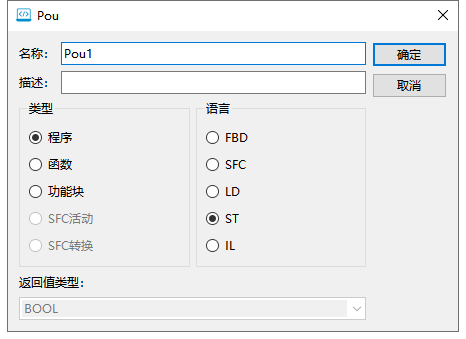 Pou
名称： Pou1 确定
描述： 取消
类型 语言
程序 FBD
函数 SFC
功能块 LD
SFC活动 ST
SFC转换 IL
返回值类型：
BOOL